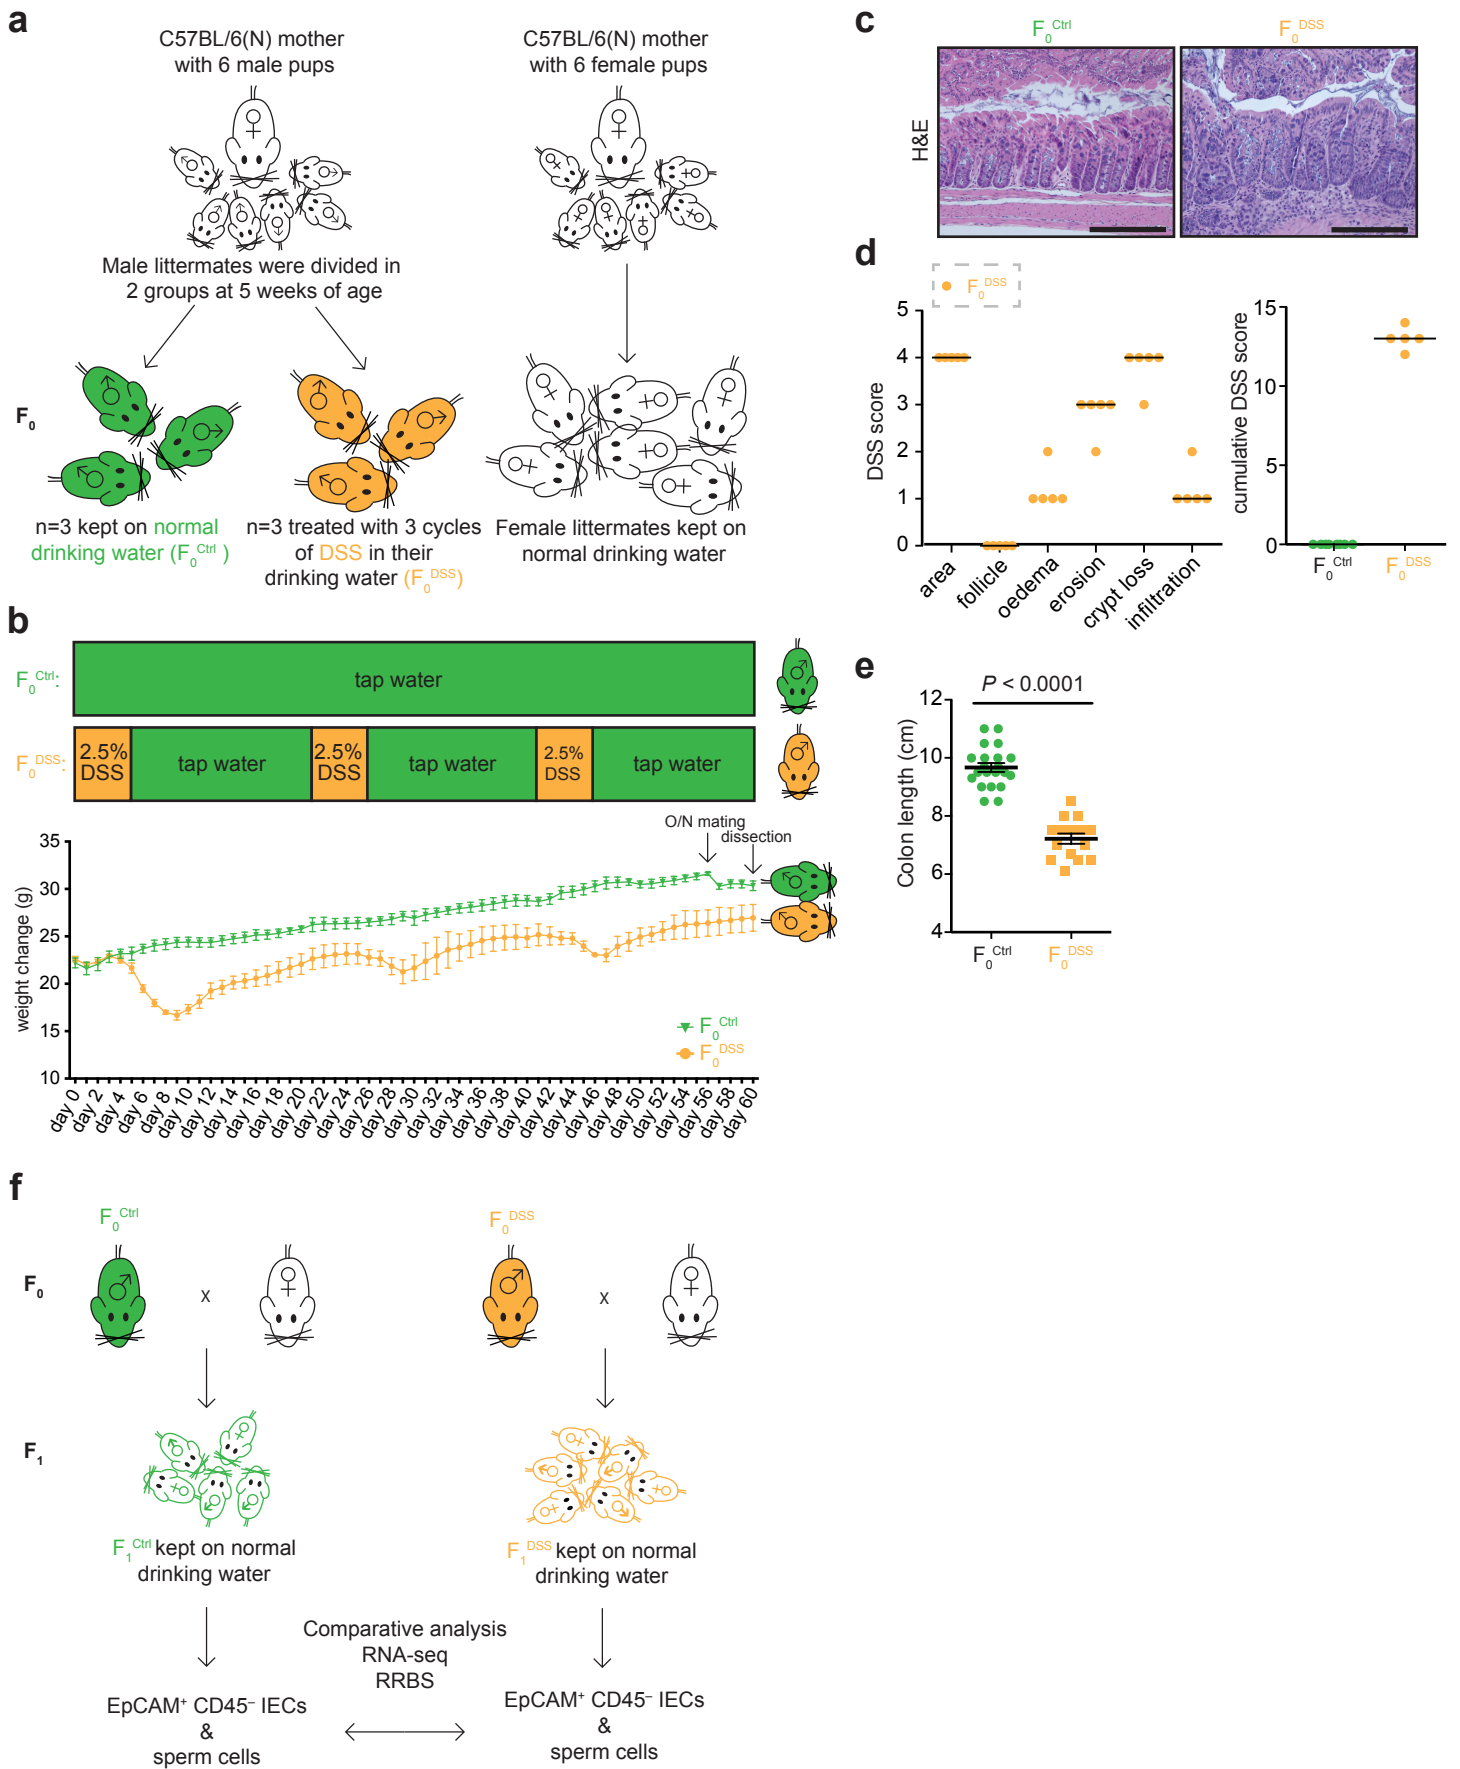 a
C57BL/6(N) mother
with 6 male pups
C57BL/6(N) mother
with 6 female pups
Male littermates were divided in
2 groups at 5 weeks of age
F0
n=3 kept on normal
drinking water (F0Ctrl )
n=3 treated with 3 cycles
of DSS in their
drinking water (F0DSS)
Female littermates kept on
normal drinking water
b
F0Ctrl:
tap water
F0DSS:
2.5%
DSS
tap water
2.5%
DSS
tap water
2.5%
DSS
tap water
O/N mating
dissection
weight change (g)
35
30
25
20
15
10
F0Ctrl
F0DSS
day 0
day 2
day 4
day 6
day 8
day 10
day 12
day 14
day 16
day 18
day 20
day 22
day 24
day 26
day 28
day 30
day 32
day 34
day 36
day 38
day 40
day 42
day 44
day 46
day 48
day 50
day 52
day 54
day 56
day 58
day 60
c
F0Ctrl
F0DSS
H&E
d
F0DSS
DSS score
5
4
3
2
1
0
area
follicle
oedema
erosion
crypt loss
infiltration
cumulative DSS score
15
10
5
0
F0Ctrl
F0DSS
e
P < 0.0001
Colon length (cm)
12
10
8
6
4
F0Ctrl
F0DSS
f
F0Ctrl
F0DSS
F0
x
x
F1
F1Ctrl kept on normal
drinking water
F1DSS kept on normal
drinking water
Comparative analysis
RNA-seq
RRBS
EpCAM+ CD45– IECs
&
sperm cells
EpCAM+ CD45– IECs
&
sperm cells